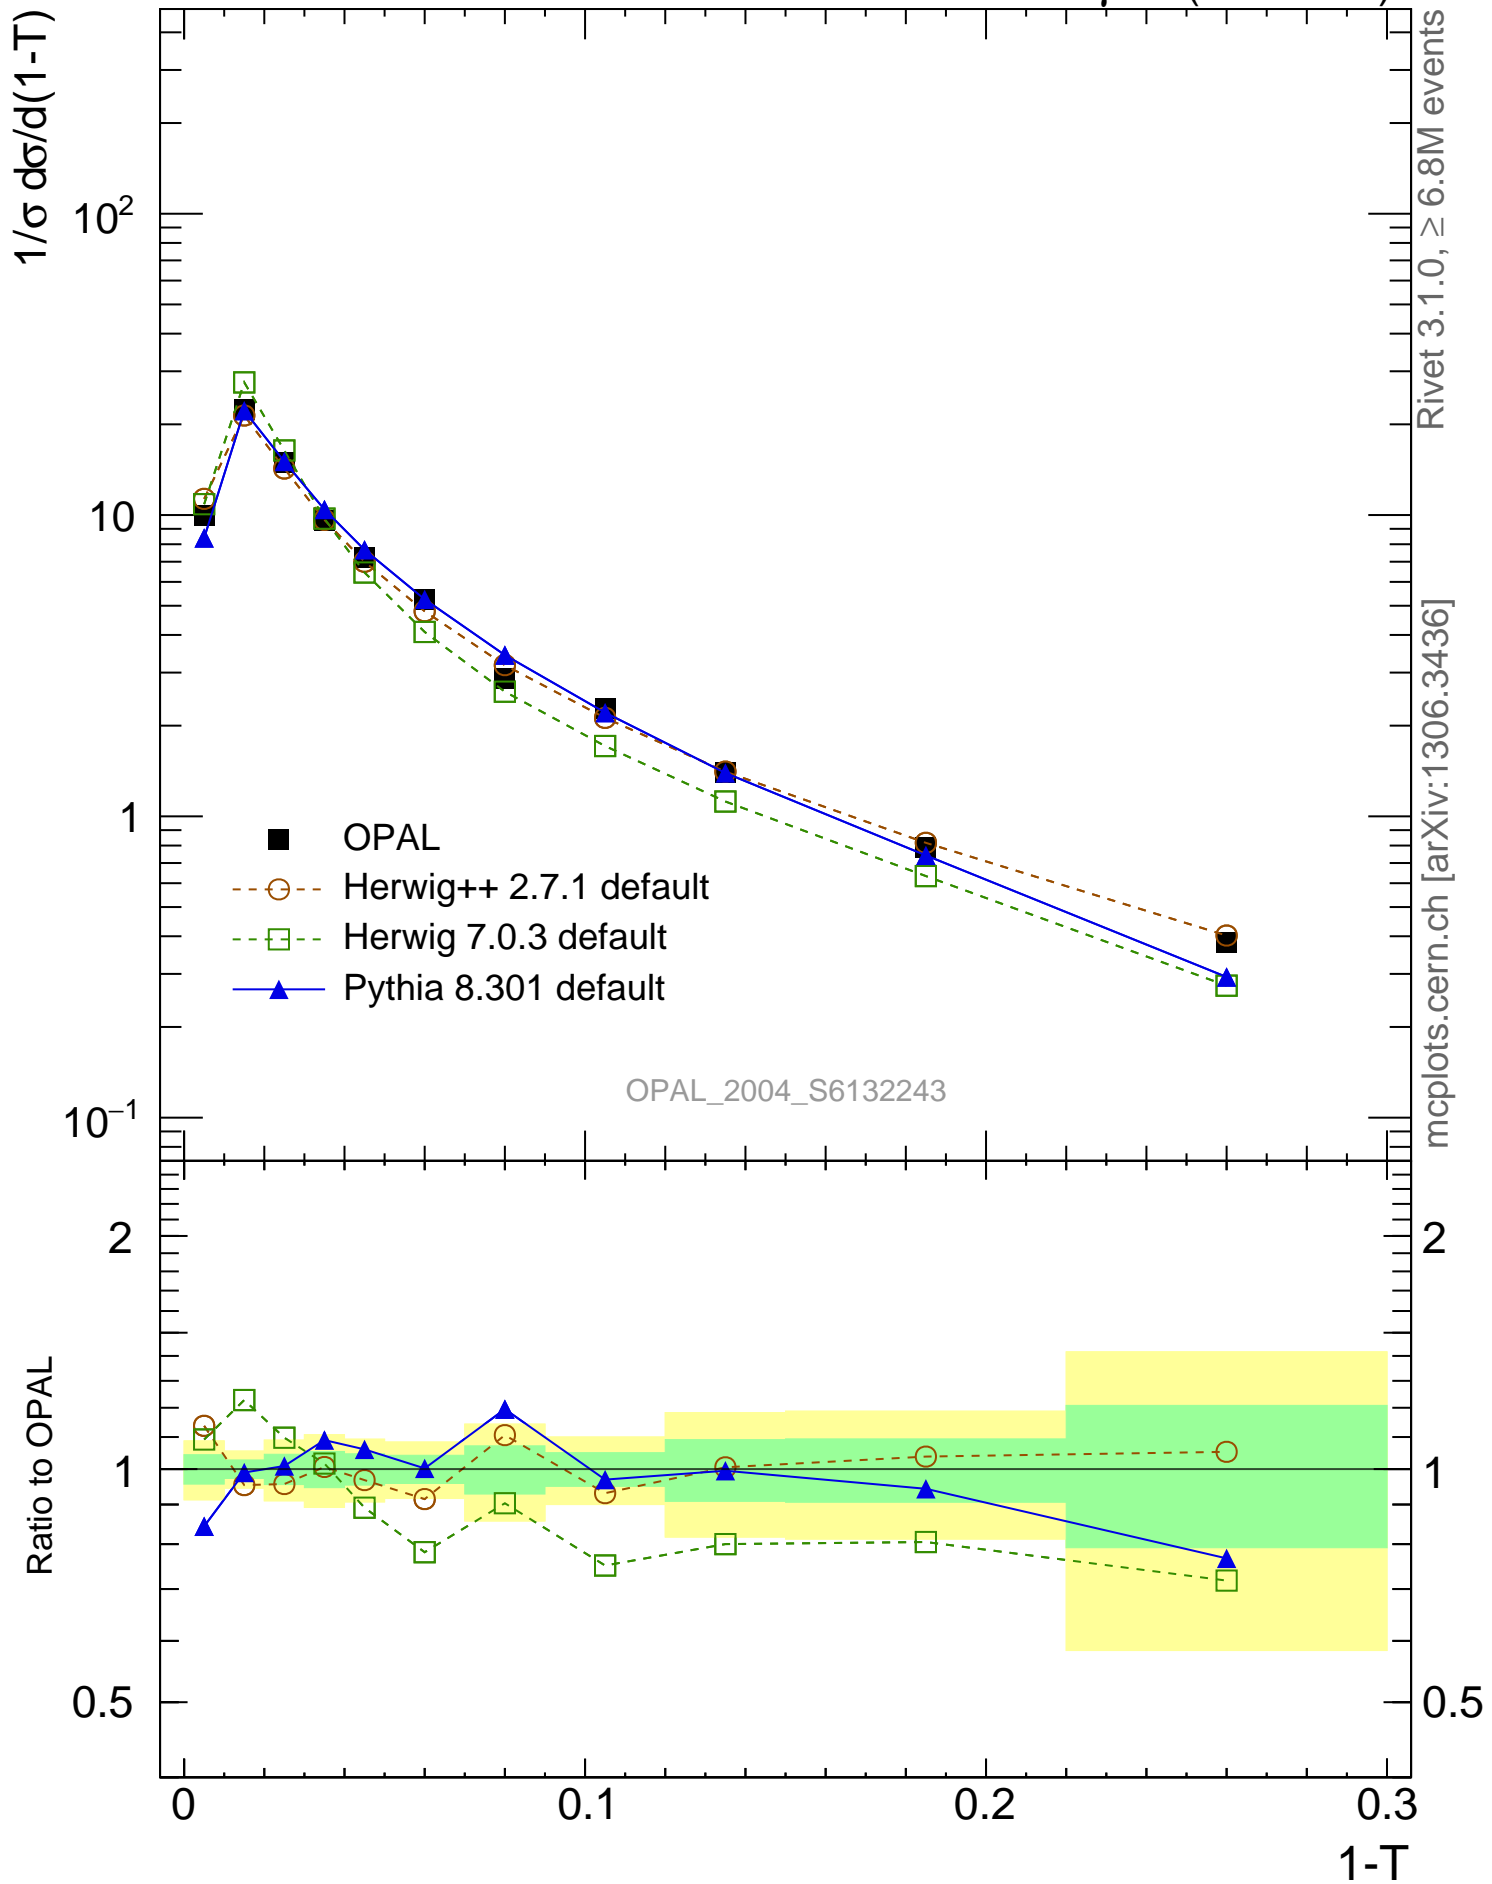 1/σ dσ/d(1-T)
10²
10
1
10⁻¹
OPAL
Herwig++ 2.7.1 default
Herwig 7.0.3 default
Pythia 8.301 default
OPAL_2004_S6132243
Rivet 3.1.0, ≥ 6.8M events
mcplots.cern.ch [arXiv:1306.3436]
Ratio to OPAL
2
1
0.5
2
1
0.5
0 0.1 0.2 0.3
1-T